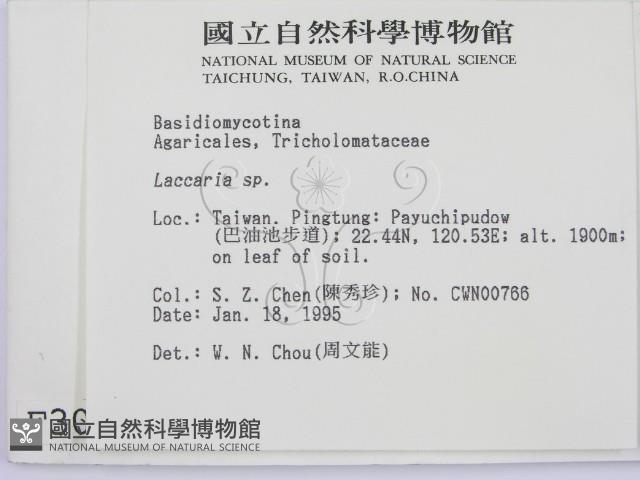 國立自然科學博物館
NATIONAL MUSEUM OF NATURAL SCIENCE
TAICHUNG, TAIWAN, R.O.CHINA
Basidiomycotina
Agaricales, Tricholomataceae
Laccaria sp.
Loc.: Taiwan. Pingtung: Payuchipudow
(巴油池步道); 22.44N, 120.53E; alt. 1900m;
on leaf of soil.
Col.: S. Z. Chen(陳秀珍); No. CWN00766
Date: Jan. 18, 1995
Det.: W. N. Chou(周文能)
國立自然科學博物館
NATIONAL MUSEUM OF NATURAL SCIENCE